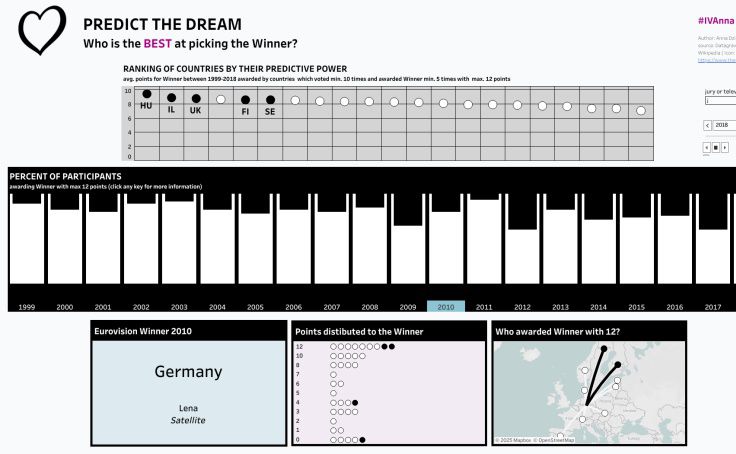 PREDICT THE DREAM
Who is the BEST at picking the Winner?
#IVAnna
Author: Anna Dzi
source: Datagrav
Wikipedia | Icon:
https://www.the
RANKING OF COUNTRIES BY THEIR PREDICTIVE POWER
avg. points for Winner between 1999-2018 awarded by countries which voted min. 10 times and awarded Winner min. 5 times with max. 12 points
jury or telev
10
8
6
4
2
0
HU
IL
UK
FI
SE
2018
PERCENT OF PARTICIPANTS
awarding Winner with max 12 points (click any key for more information)
1999 2000 2001 2002 2003 2004 2005 2006 2007 2008 2009 2010 2011 2012 2013 2014 2015 2016 2017
Eurovision Winner 2010
Germany
Lena
Satellite
Points distibuted to the Winner
12
10
8
7
6
5
4
3
2
1
0
Who awarded Winner with 12?
© 2025 Mapbox © OpenStreetMap